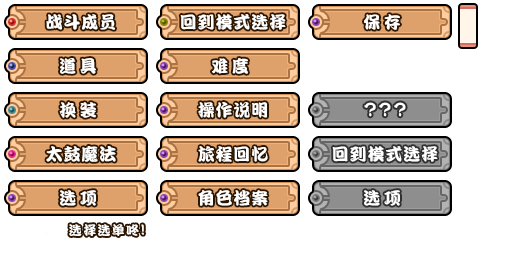 战斗成员
回到模式选择
保存
道具
难度
换装
操作说明
???
太鼓魔法
旅程回忆
回到模式选择
选项
角色档案
选项
选择选单咚!